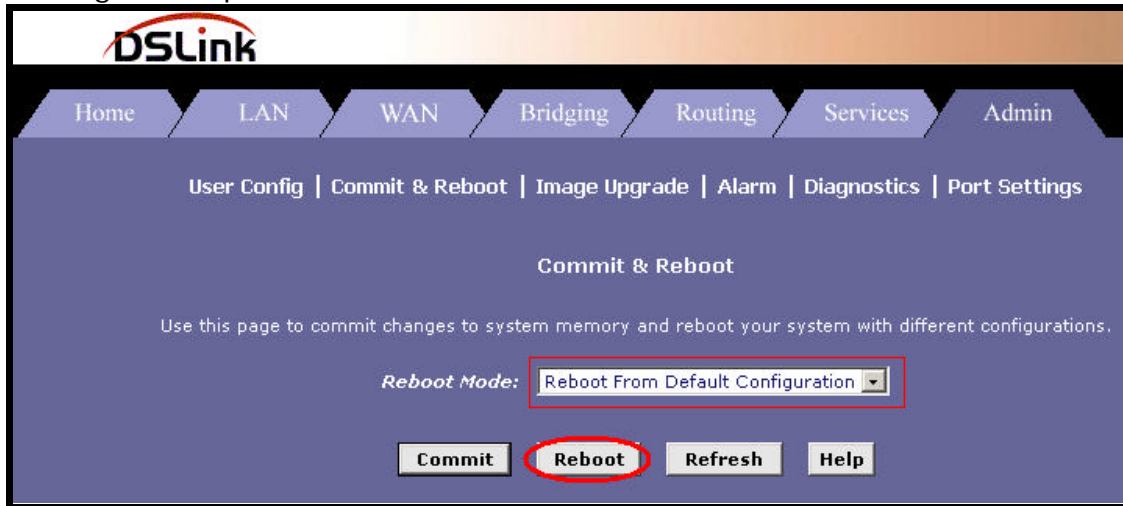 DSLink
Home LAN WAN Bridging Routing Services Admin
User Config | Commit & Reboot | Image Upgrade | Alarm | Diagnostics | Port Settings
Commit & Reboot
Use this page to commit changes to system memory and reboot your system with different configurations.
Reboot Mode: Reboot From Default Configuration
Commit Reboot Refresh Help